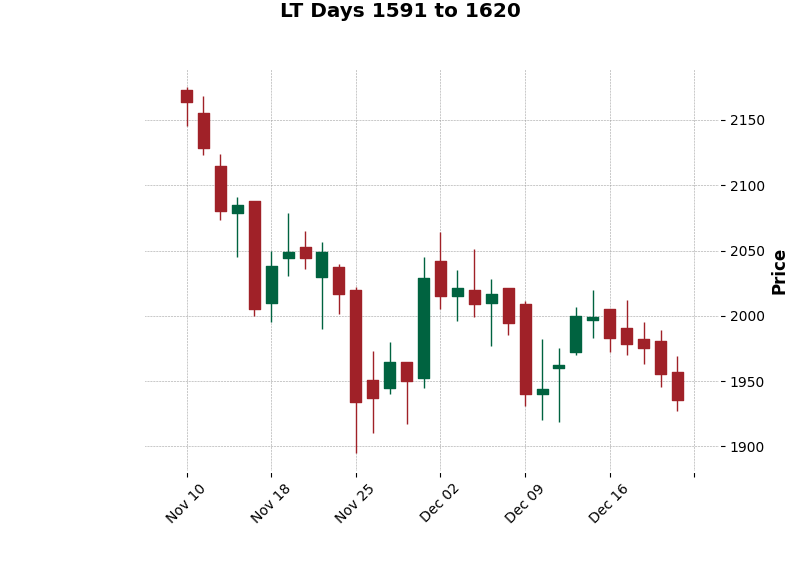 LT Days 1591 to 1620
2150
2100
2050
2000
1950
1900
Price
Nov 10
Nov 18
Nov 25
Dec 02
Dec 09
Dec 16